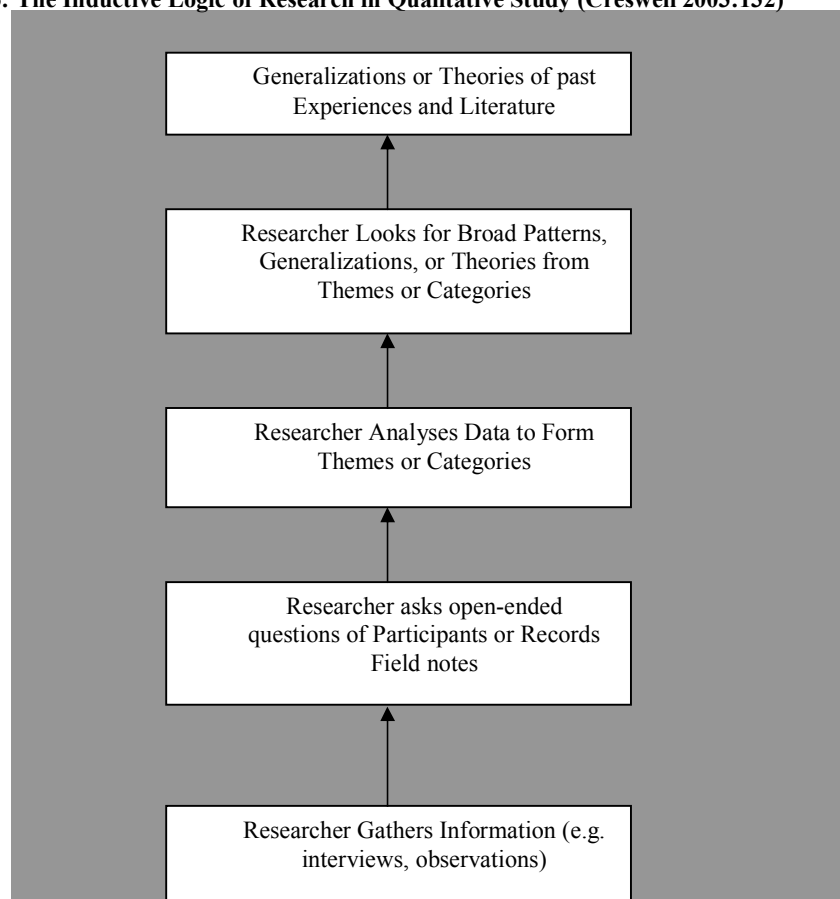 The Inductive Logic of Research in Qualitative Study (Creswell 2003:132)
Generalizations or Theories of past
Experiences and Literature
Researcher Looks for Broad Patterns,
Generalizations, or Theories from
Themes or Categories
Researcher Analyses Data to Form
Themes or Categories
Researcher asks open-ended
questions of Participants or Records
Field notes
Researcher Gathers Information (e.g.
interviews, observations)